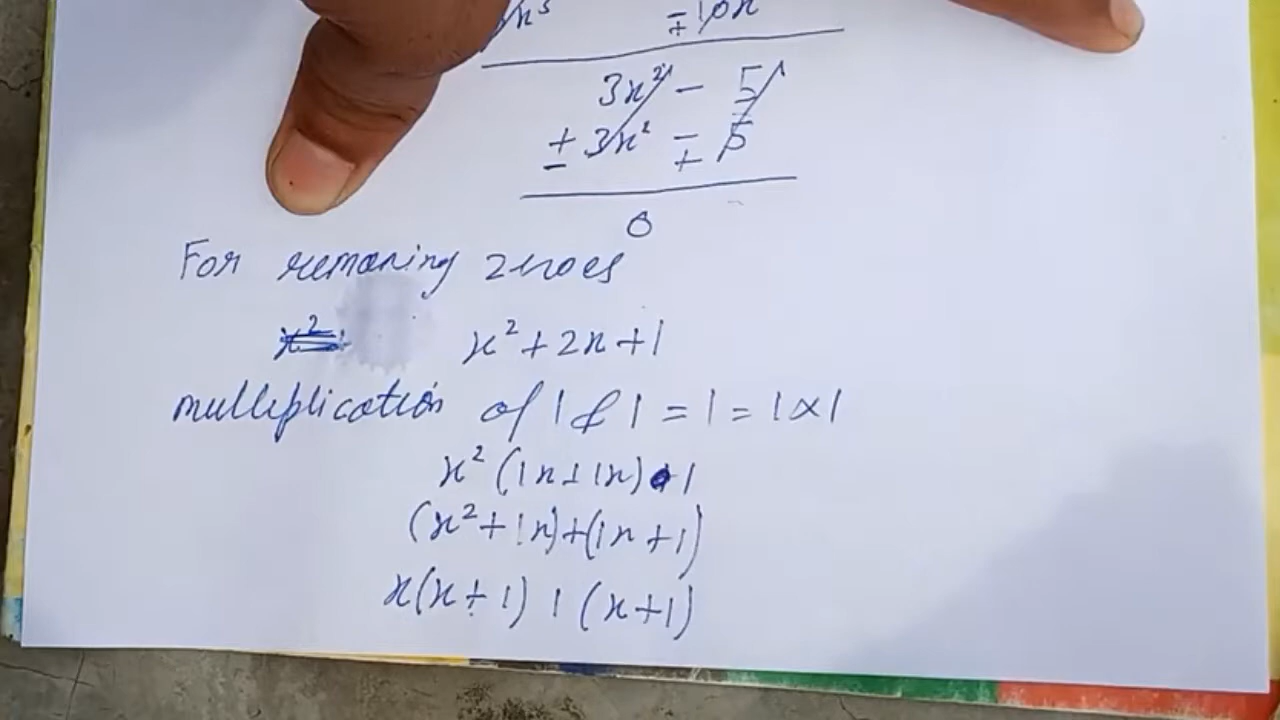 ∓10x
3x² - 5
± 3x² ∓ 5
0
For remaning zeroes
x²
x² + 2x + 1
multiplication of 1 & 1 = 1 = 1 × 1
x² (1x + 1x) + 1
(x² + 1x) + (1x + 1)
x(x + 1) 1 (x + 1)